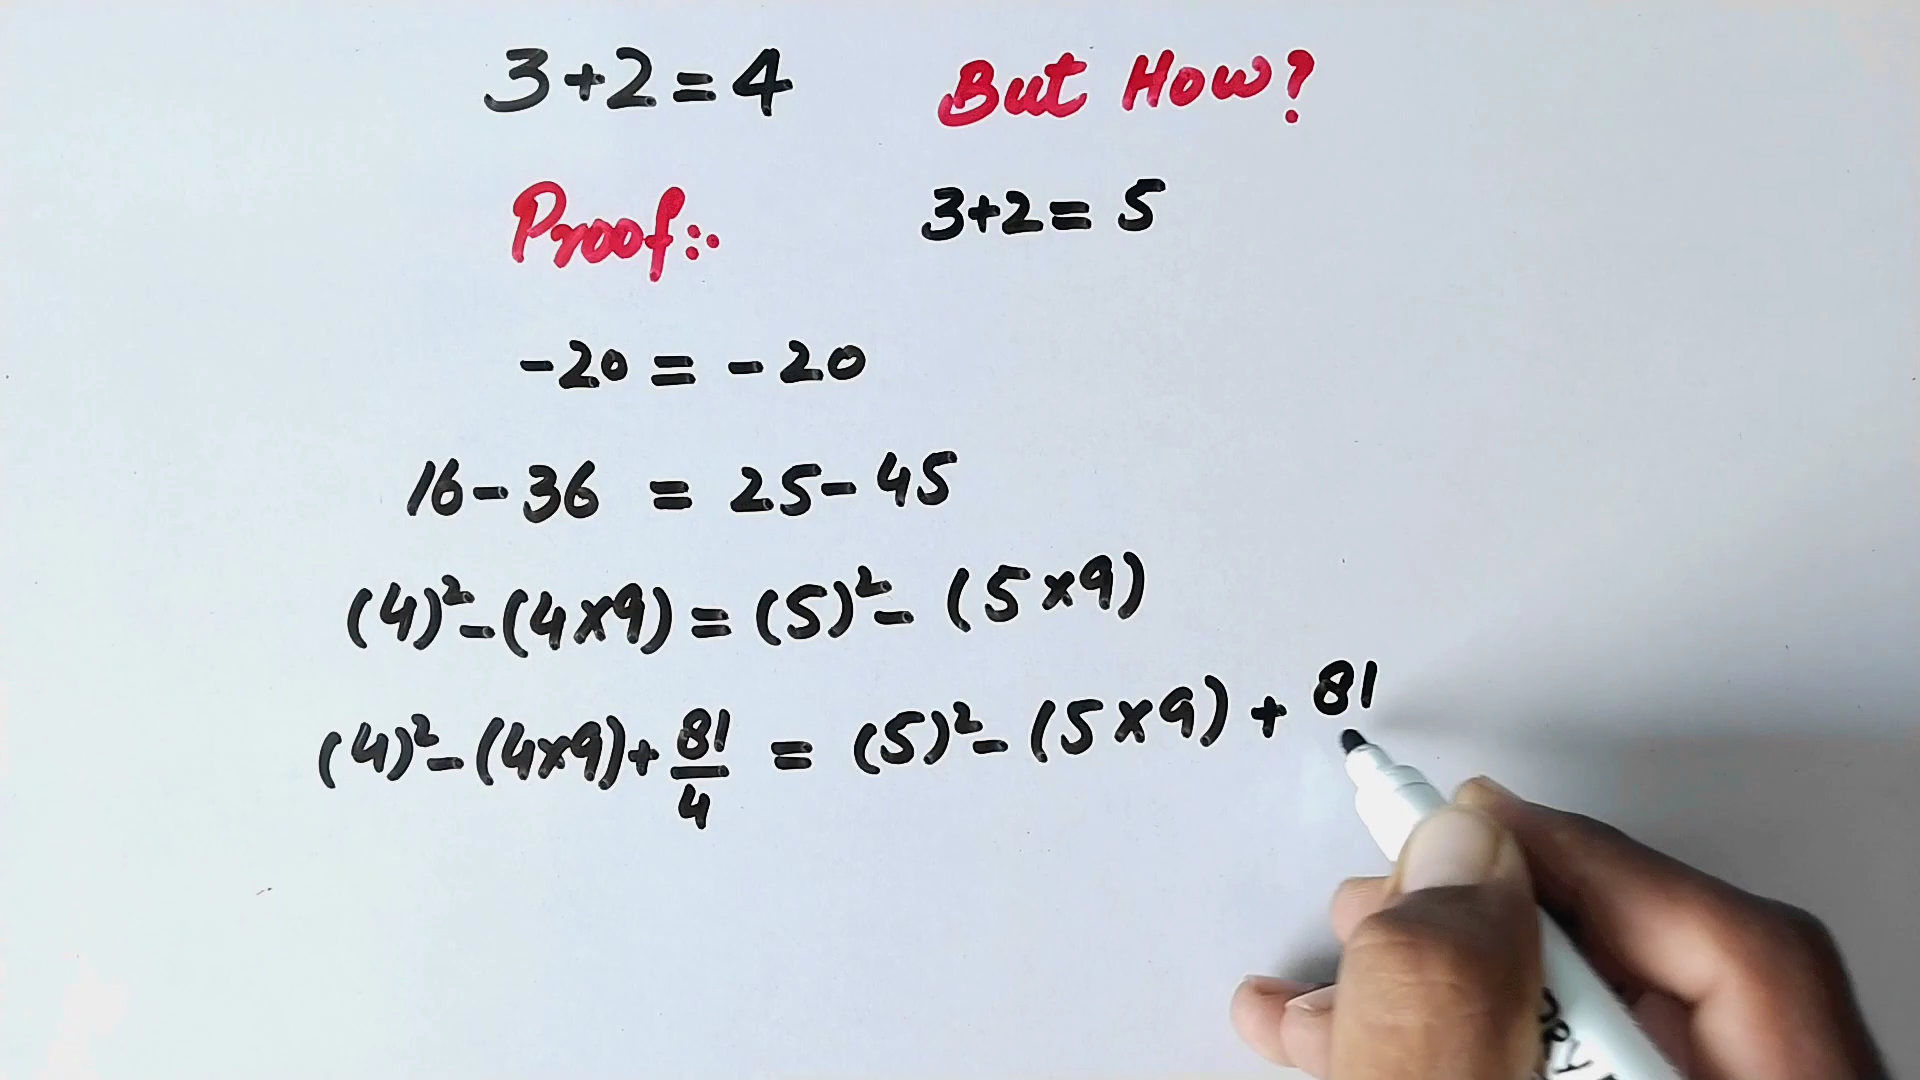 3+2=4 But How?
Proof:- 3+2= 5
-20 = -20
16-36 = 25-45
(4)²-(4×9) = (5)²- (5×9)
(4)²-(4×9)+ 81/4 = (5)²- (5×9) + 81